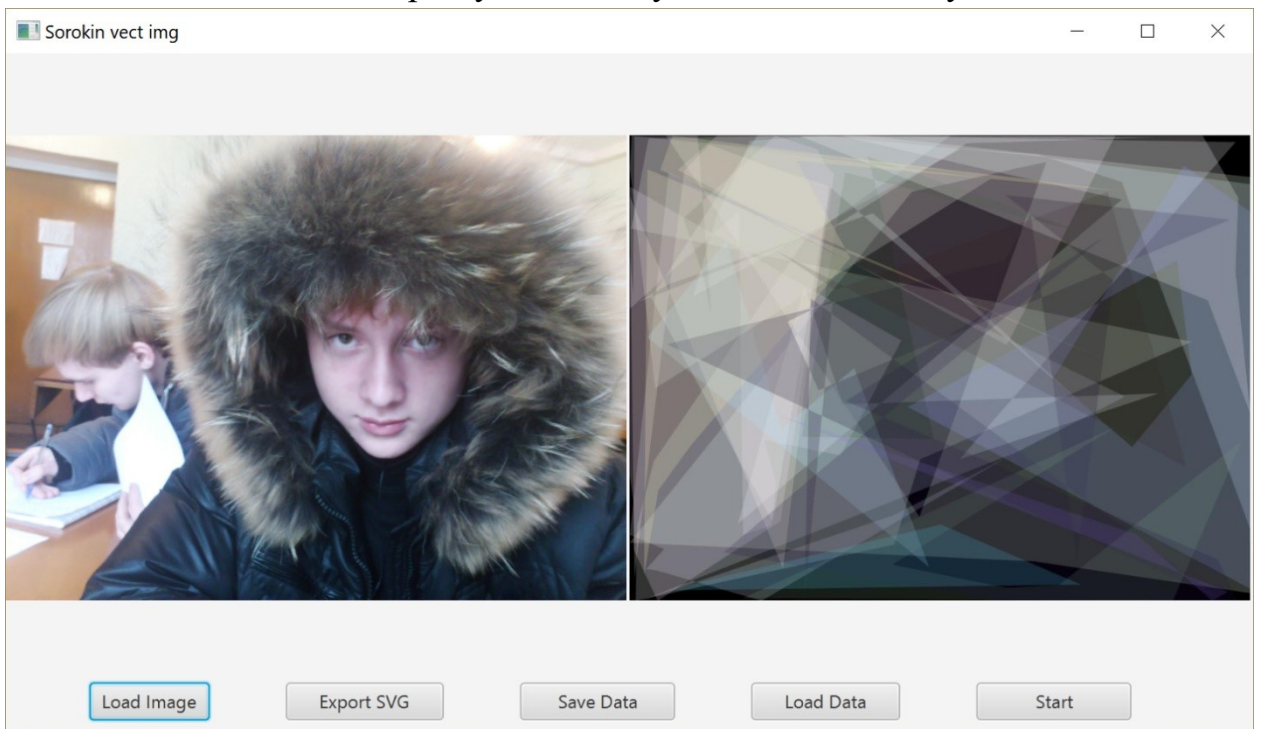 Sorokin vect img
Load Image
Export SVG
Save Data
Load Data
Start